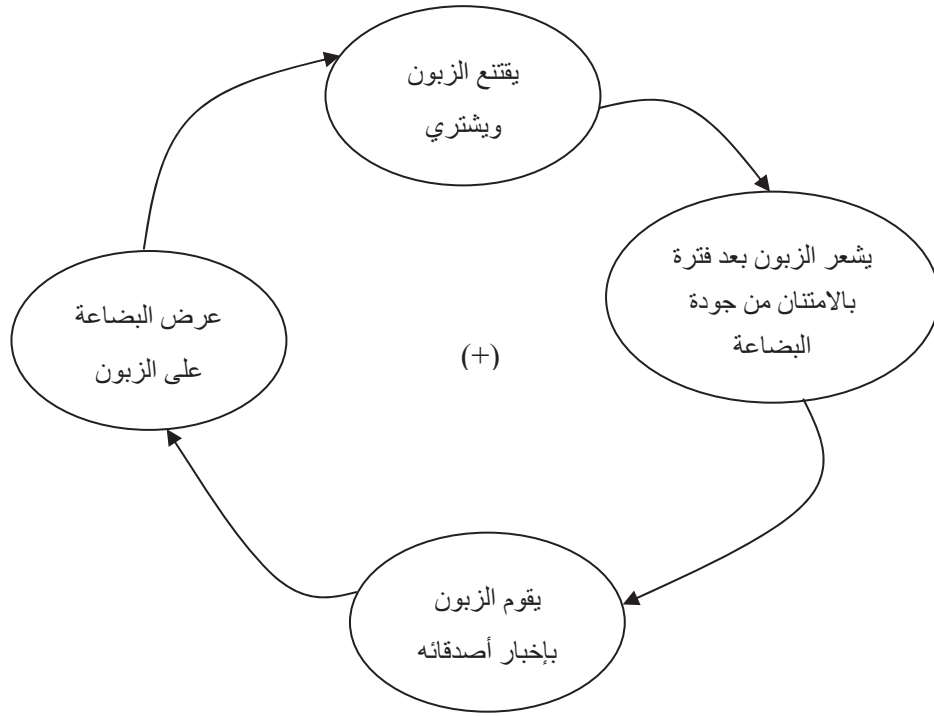 يقتنع الزبون
ويشتري
يشعر الزبون بعد فترة
بالامتنان من جودة
البضاعة
عرض البضاعة
على الزبون
(+)
يقوم الزبون
بإخبار أصدقائه